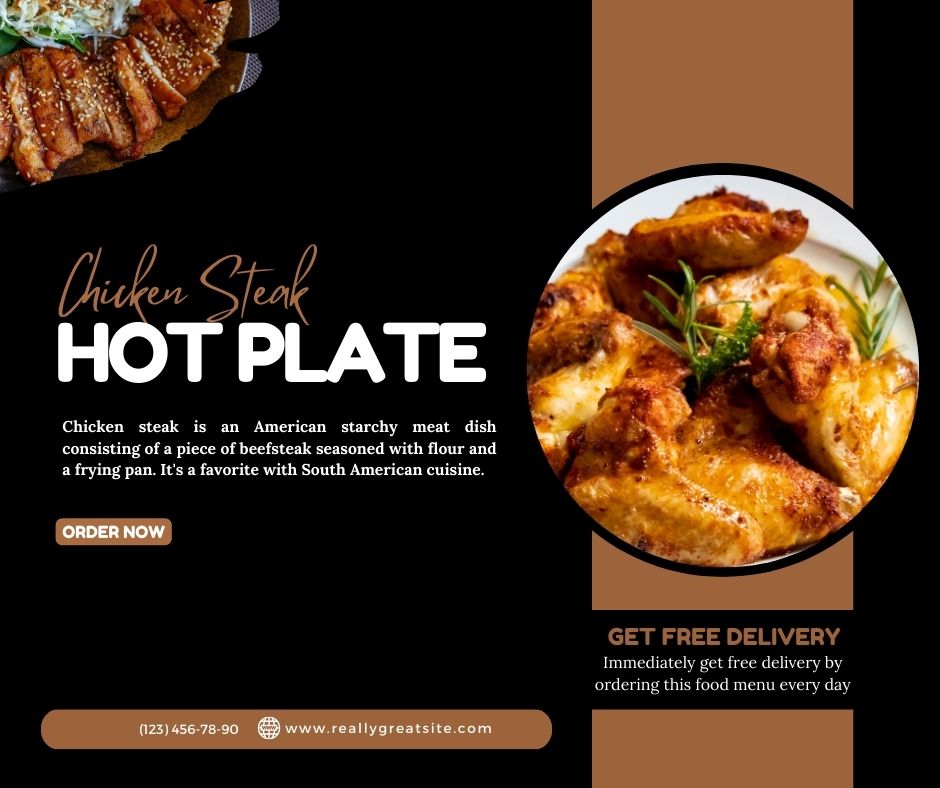 Chicken Steak
HOT PLATE
Chicken steak is an American starchy meat dish
consisting of a piece of beefsteak seasoned with flour and
a frying pan. It's a favorite with South American cuisine.
ORDER NOW
GET FREE DELIVERY
Immediately get free delivery by
ordering this food menu every day
(123) 456-78-90 www.reallygreatsite.com